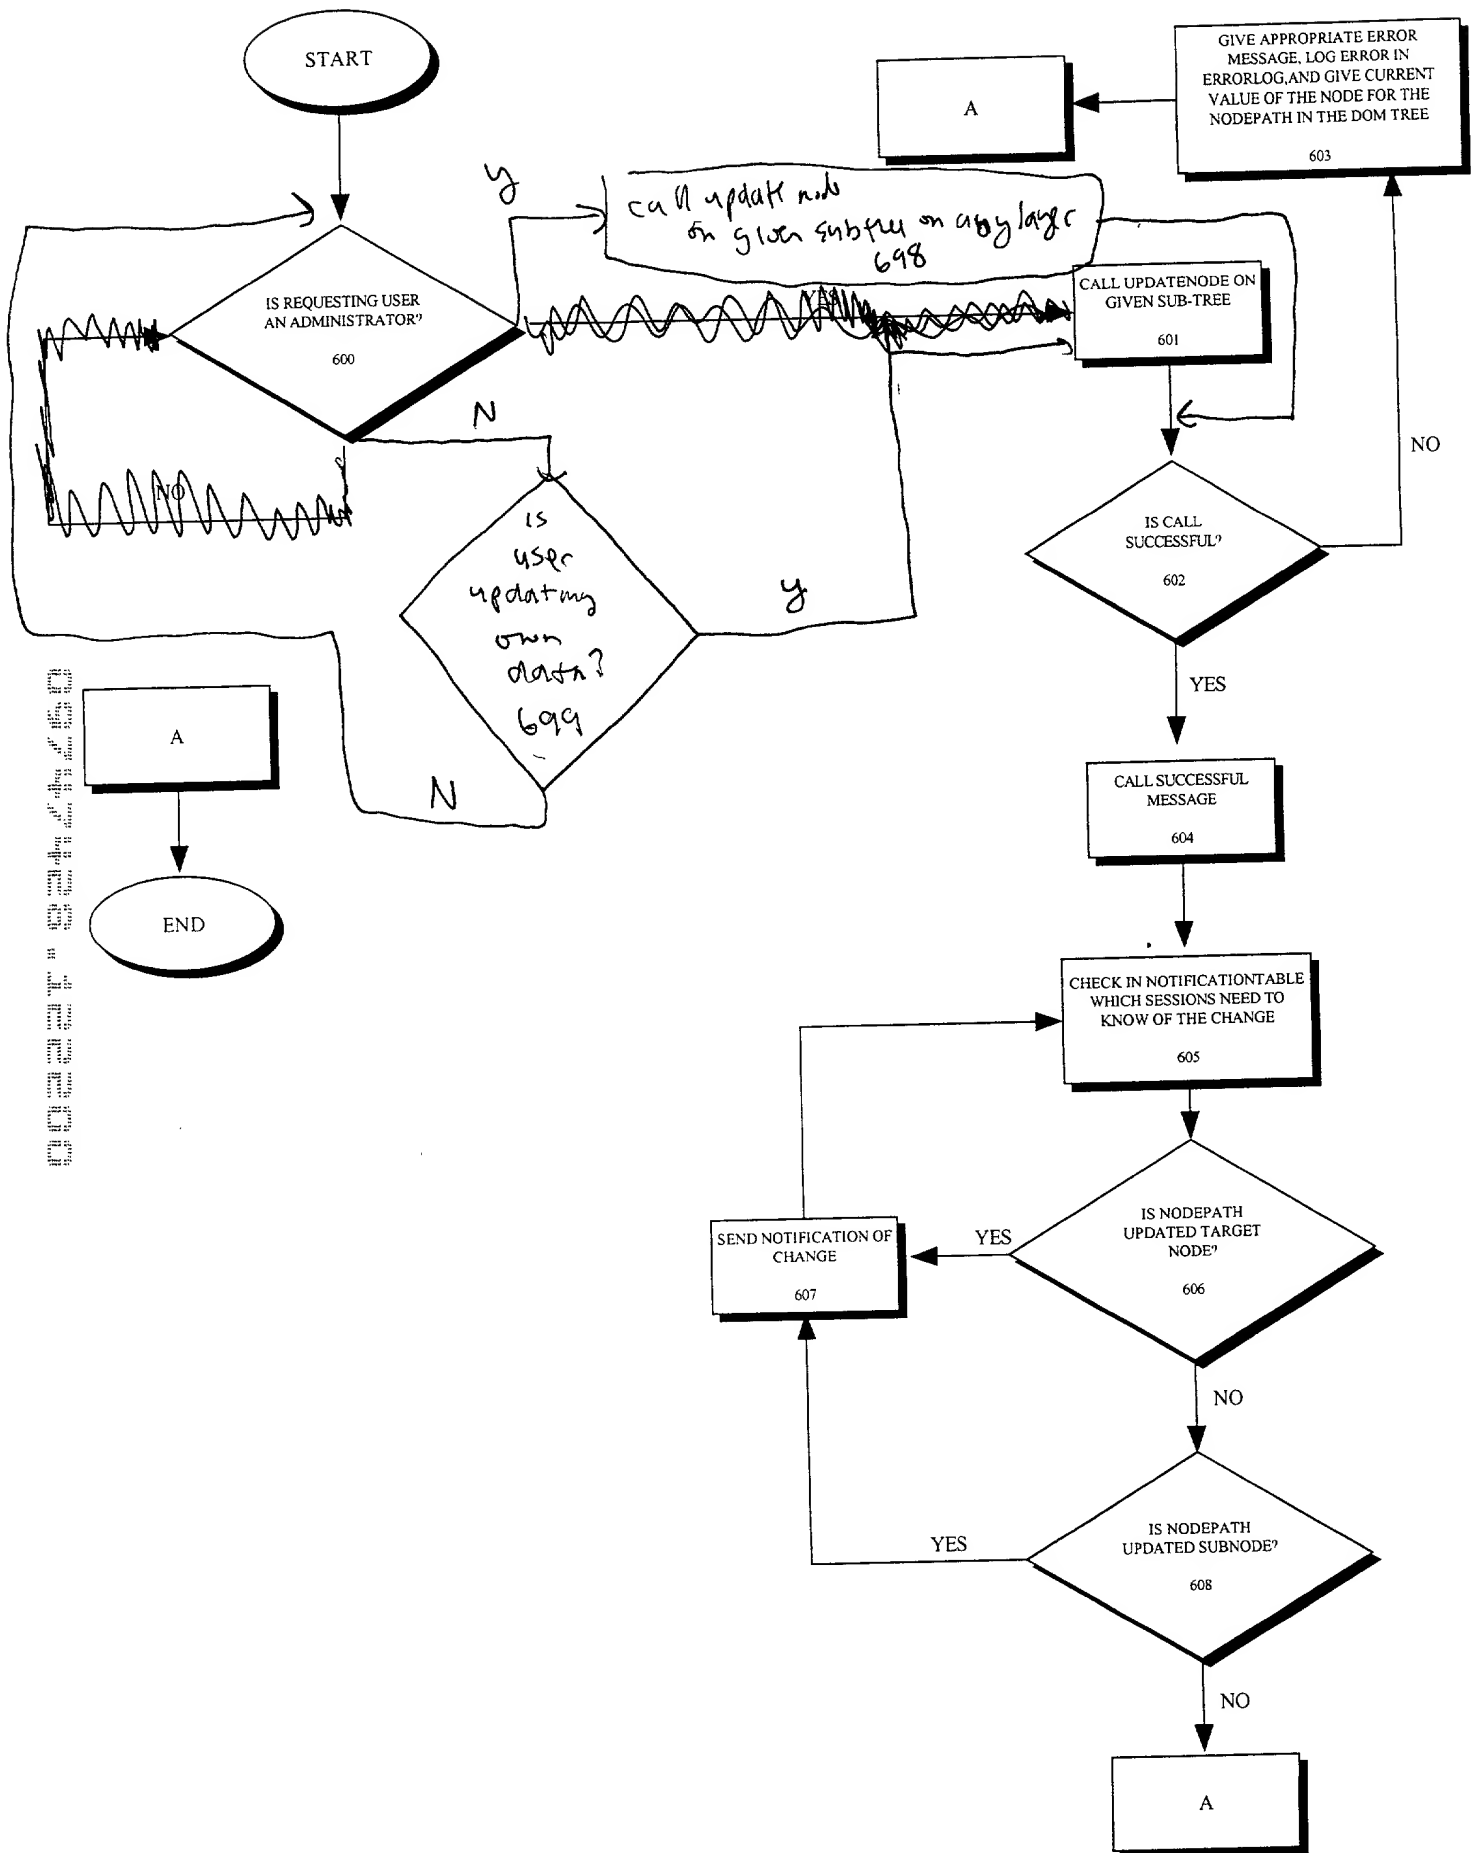 START
GIVE APPROPRIATE ERROR
MESSAGE, LOG ERROR IN
ERRORLOG,AND GIVE CURRENT
VALUE OF THE NODE FOR THE
NODEPATH IN THE DOM TREE
603
A
y
call update node
on given subtree on any layer
698
IS REQUESTING USER
AN ADMINISTRATOR?
600
YES
CALL UPDATENODE ON
GIVEN SUB-TREE
601
N
NO
NO
IS CALL
SUCCESSFUL?
602
is
user
updating
own
data?
699
y
N
YES
A
END
CALL SUCCESSFUL
MESSAGE
604
CHECK IN NOTIFICATIONTABLE
WHICH SESSIONS NEED TO
KNOW OF THE CHANGE
605
IS NODEPATH
UPDATED TARGET
NODE?
606
YES
SEND NOTIFICATION OF
CHANGE
607
NO
IS NODEPATH
UPDATED SUBNODE?
608
YES
NO
A
09747426.122200